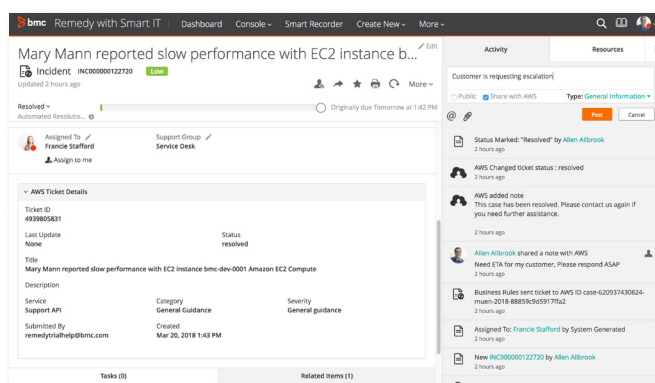 bmc Remedy with Smart IT Dashboard Console Smart Recorder Create New More
Mary Mann reported slow performance with EC2 instance b... Edit
Incident INC000000122720 Low
Updated 2 hours ago
More
Resolved
Originally due Tomorrow at 1:42 PM
Automated Resolutio...
Assigned To
Francie Stafford
Assign to me
Support Group
Service Desk
AWS Ticket Details
Ticket ID
4939805831
Last Update
None
Status
resolved
Title
Mary Mann reported slow performance with EC2 instance bmc-dev-0001 Amazon EC2 Compute
Description
Service
Support API
Category
General Guidance
Severity
General guidance
Submitted By
remedytrialhelp@bmc.com
Created
Mar 20, 2018 1:43 PM
Tasks (0)
Related Items (1)
Activity
Resources
Customer is requesting escalation
Public Share with AWS Type: General Information
@ Post Cancel
Status Marked: "Resolved" by Allen Allbrook
2 hours ago
AWS Changed ticket status : resolved
2 hours ago
AWS added note
This case has been resolved. Please contact us again if
you need further assistance.
2 hours ago
Allen Allbrook shared a note with AWS
Need ETA for my customer, Please respond ASAP
2 hours ago
Business Rules sent ticket to AWS ID case-620937430824-
muen-2018-88859c9d5917ffa2
2 hours ago
Assigned To: Francie Stafford by System Generated
2 hours ago
New INC000000122720 by Allen Allbrook
2 hours ago